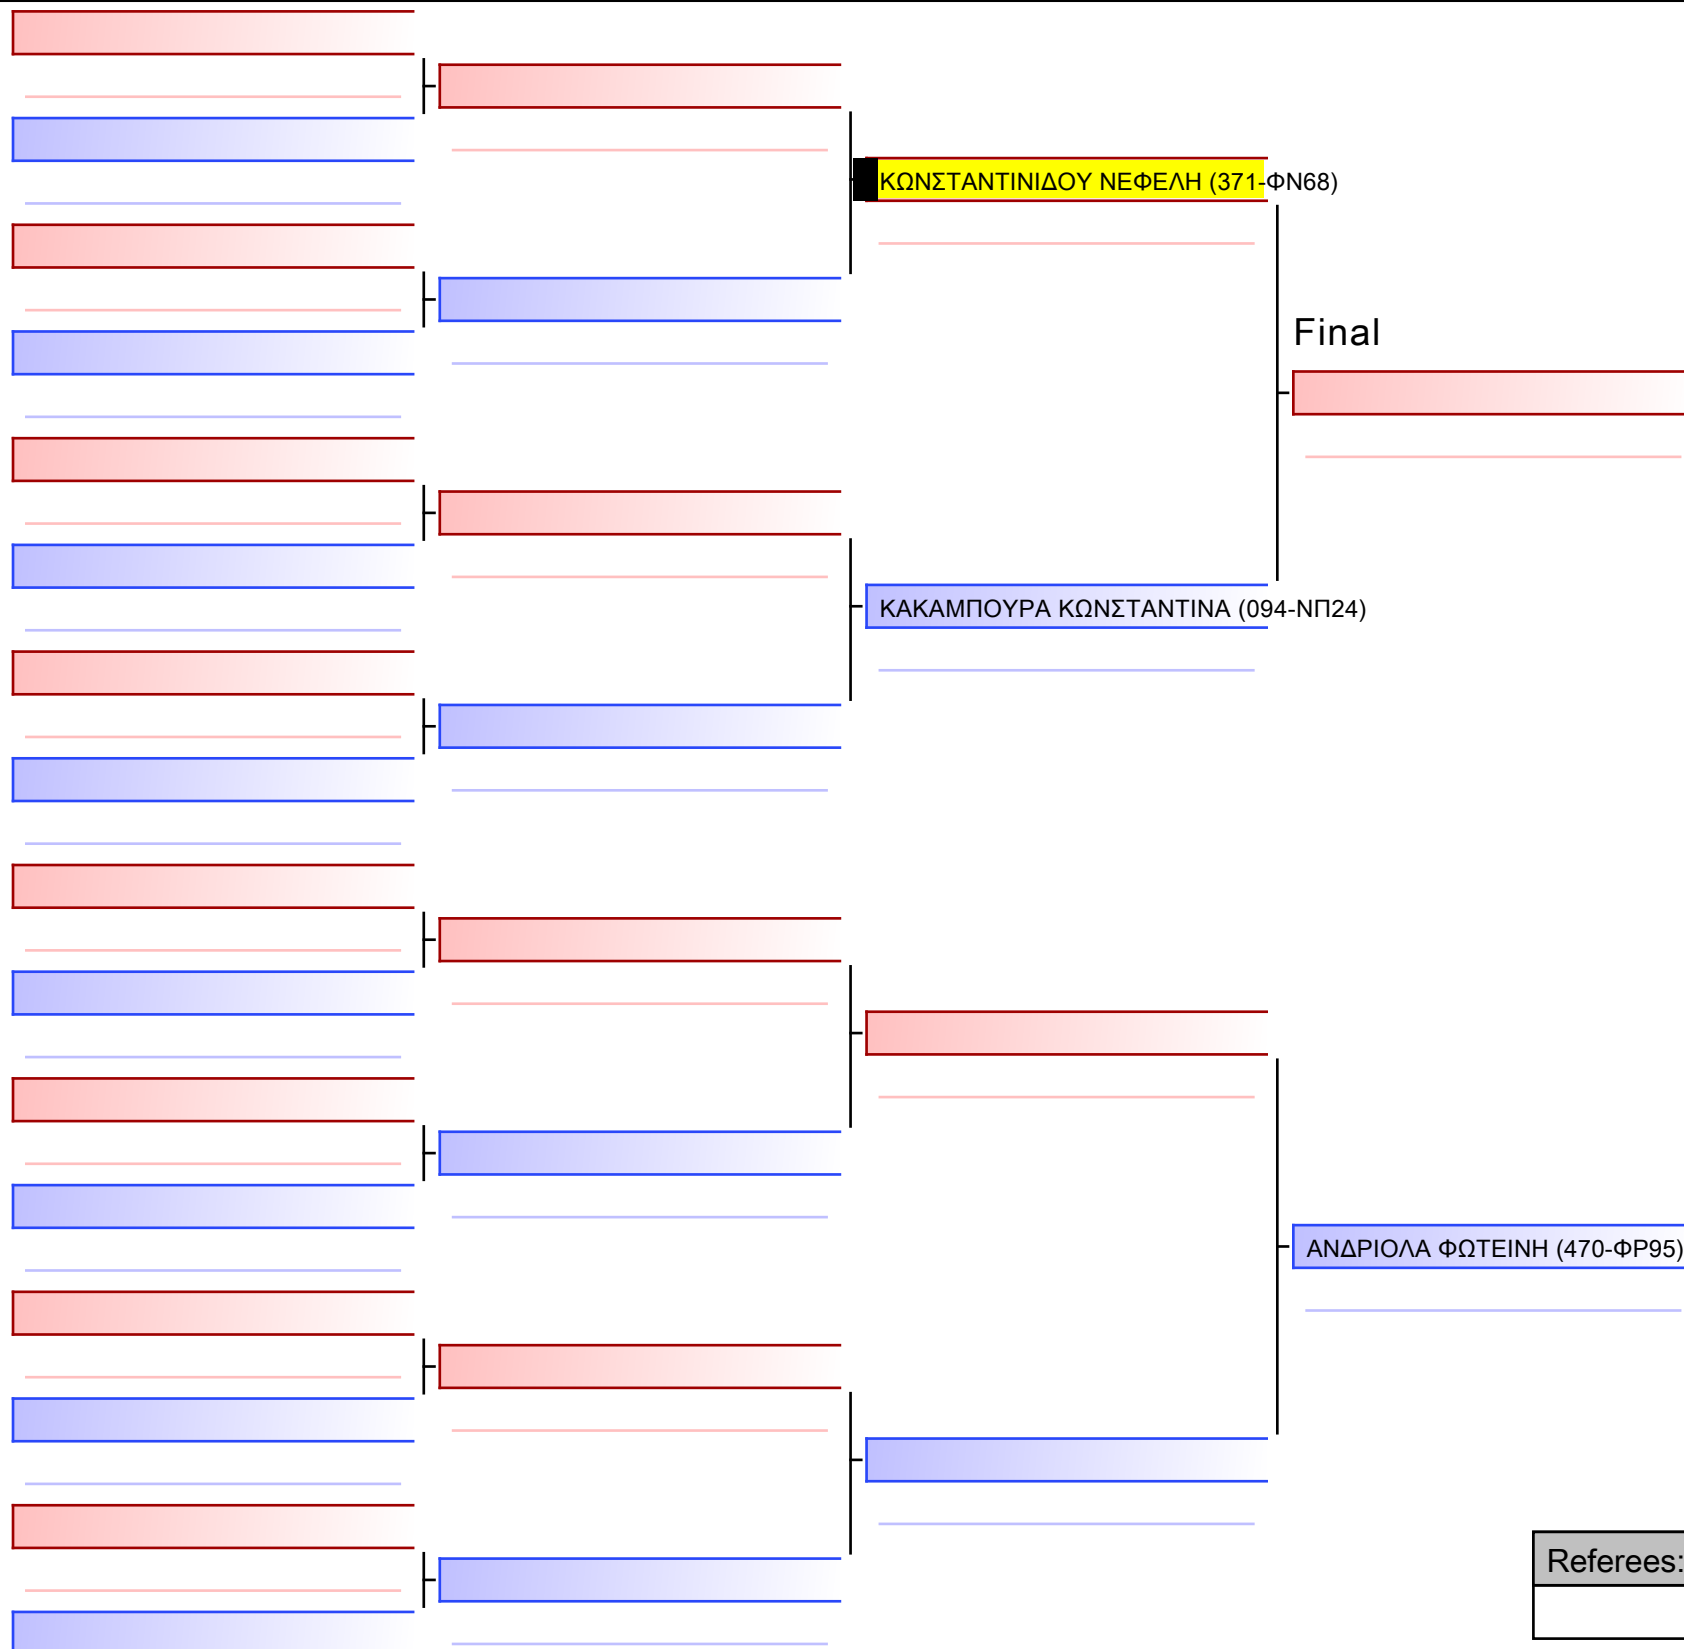 ΚΩΝΣΤΑΝΤΙΝΙΔΟΥ ΝΕΦΕΛΗ (371-ΦΝ68)
Final
ΚΑΚΑΜΠΟΥΡΑ ΚΩΝΣΤΑΝΤΙΝΑ (094-ΝΠ24)
ΑΝΔΡΙΟΛΑ ΦΩΤΕΙΝΗ (470-ΦΡ95)
Referees: